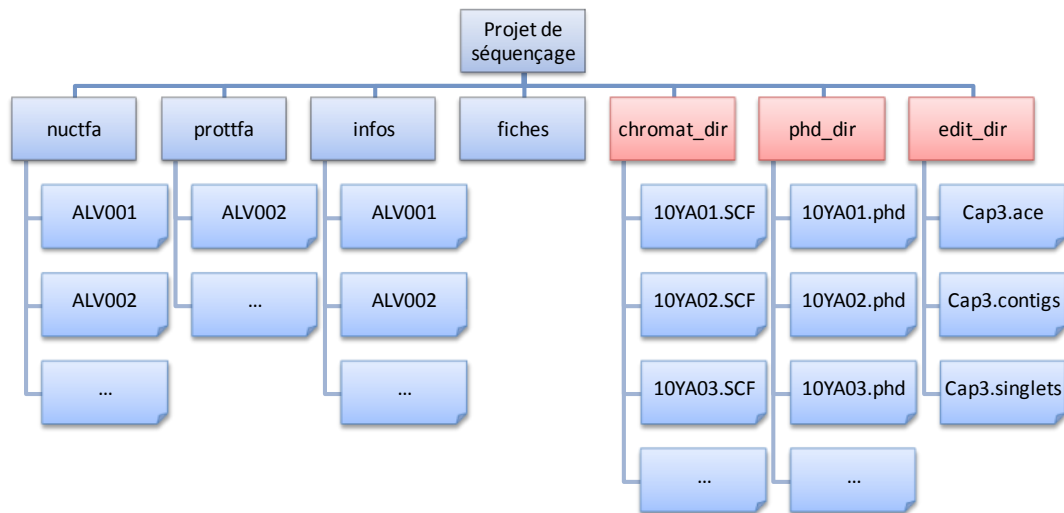 Projet de
séquençage
nuctfa
prottfa
infos
fiches
chromat_dir
phd_dir
edit_dir
ALV001
ALV002
ALV001
10YA01.SCF
10YA01.phd
Cap3.ace
ALV002
...
ALV002
10YA02.SCF
10YA02.phd
Cap3.contigs
...
...
10YA03.SCF
10YA03.phd
Cap3.singlets
...
...